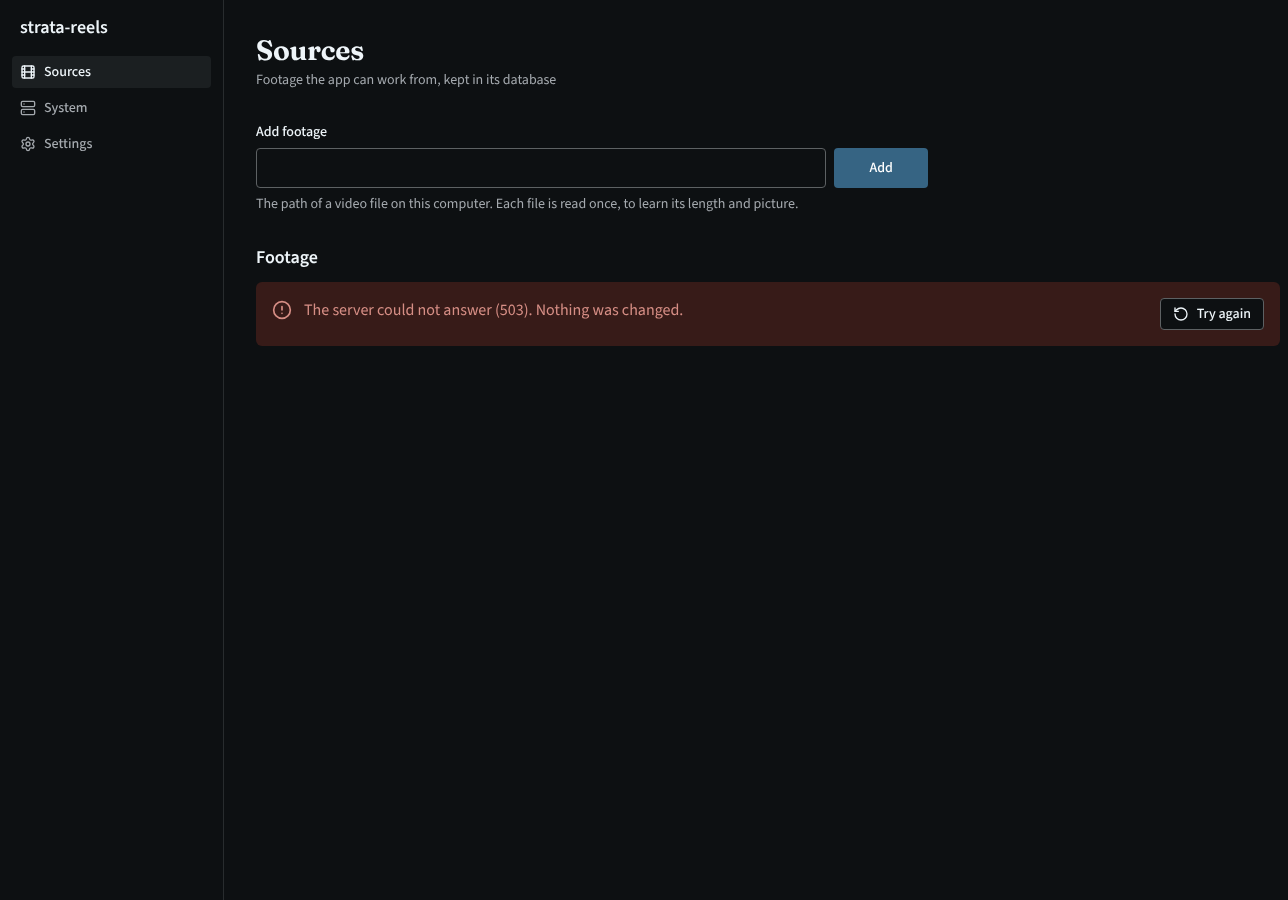 strata-reels
Sources
System
Settings
Sources
Footage the app can work from, kept in its database
Add footage
Add
The path of a video file on this computer. Each file is read once, to learn its length and picture.
Footage
The server could not answer (503). Nothing was changed.
Try again